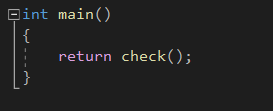 int main()
{
    return check();
}